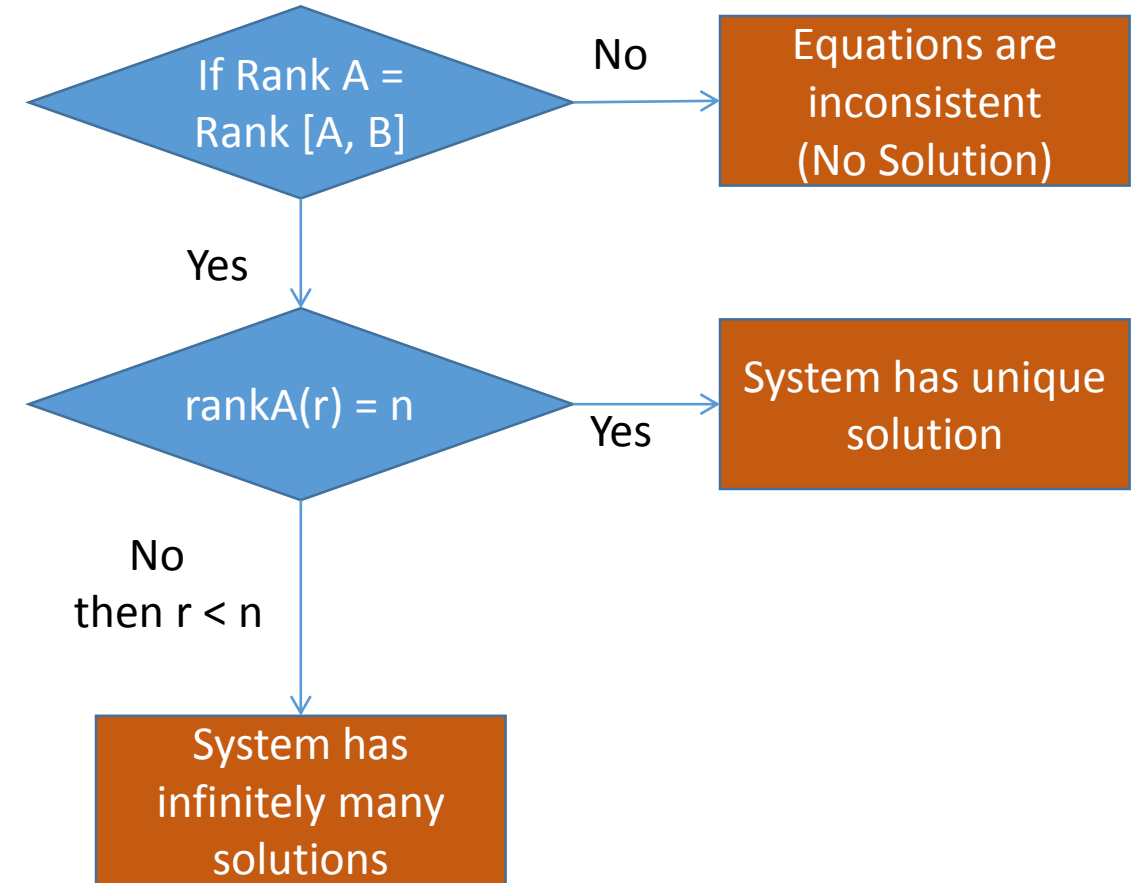 If Rank A =
Rank [A, B]
No
Equations are
inconsistent
(No Solution)
Yes
rankA(r) = n
Yes
System has unique
solution
No
then r < n
System has
infinitely many
solutions